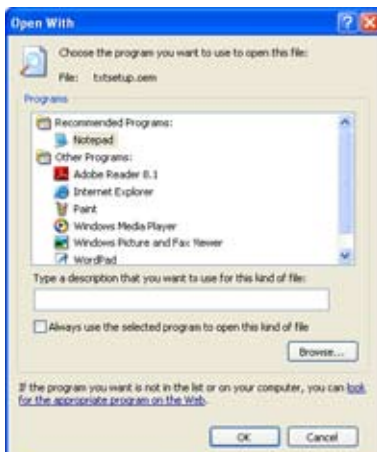 Open With
Choose the program you want to use to open this file:
File: txtsetup.oem
Programs
Recommended Programs:
Notepad
Other Programs:
Adobe Reader 8.1
Internet Explorer
Paint
Windows Media Player
Windows Picture and Fax Viewer
WordPad
Type a description that you want to use for this kind of file:
Always use the selected program to open this kind of file
Browse...
If the program you want is not in the list or on your computer, you can look
for the appropriate program on the Web.
OK Cancel